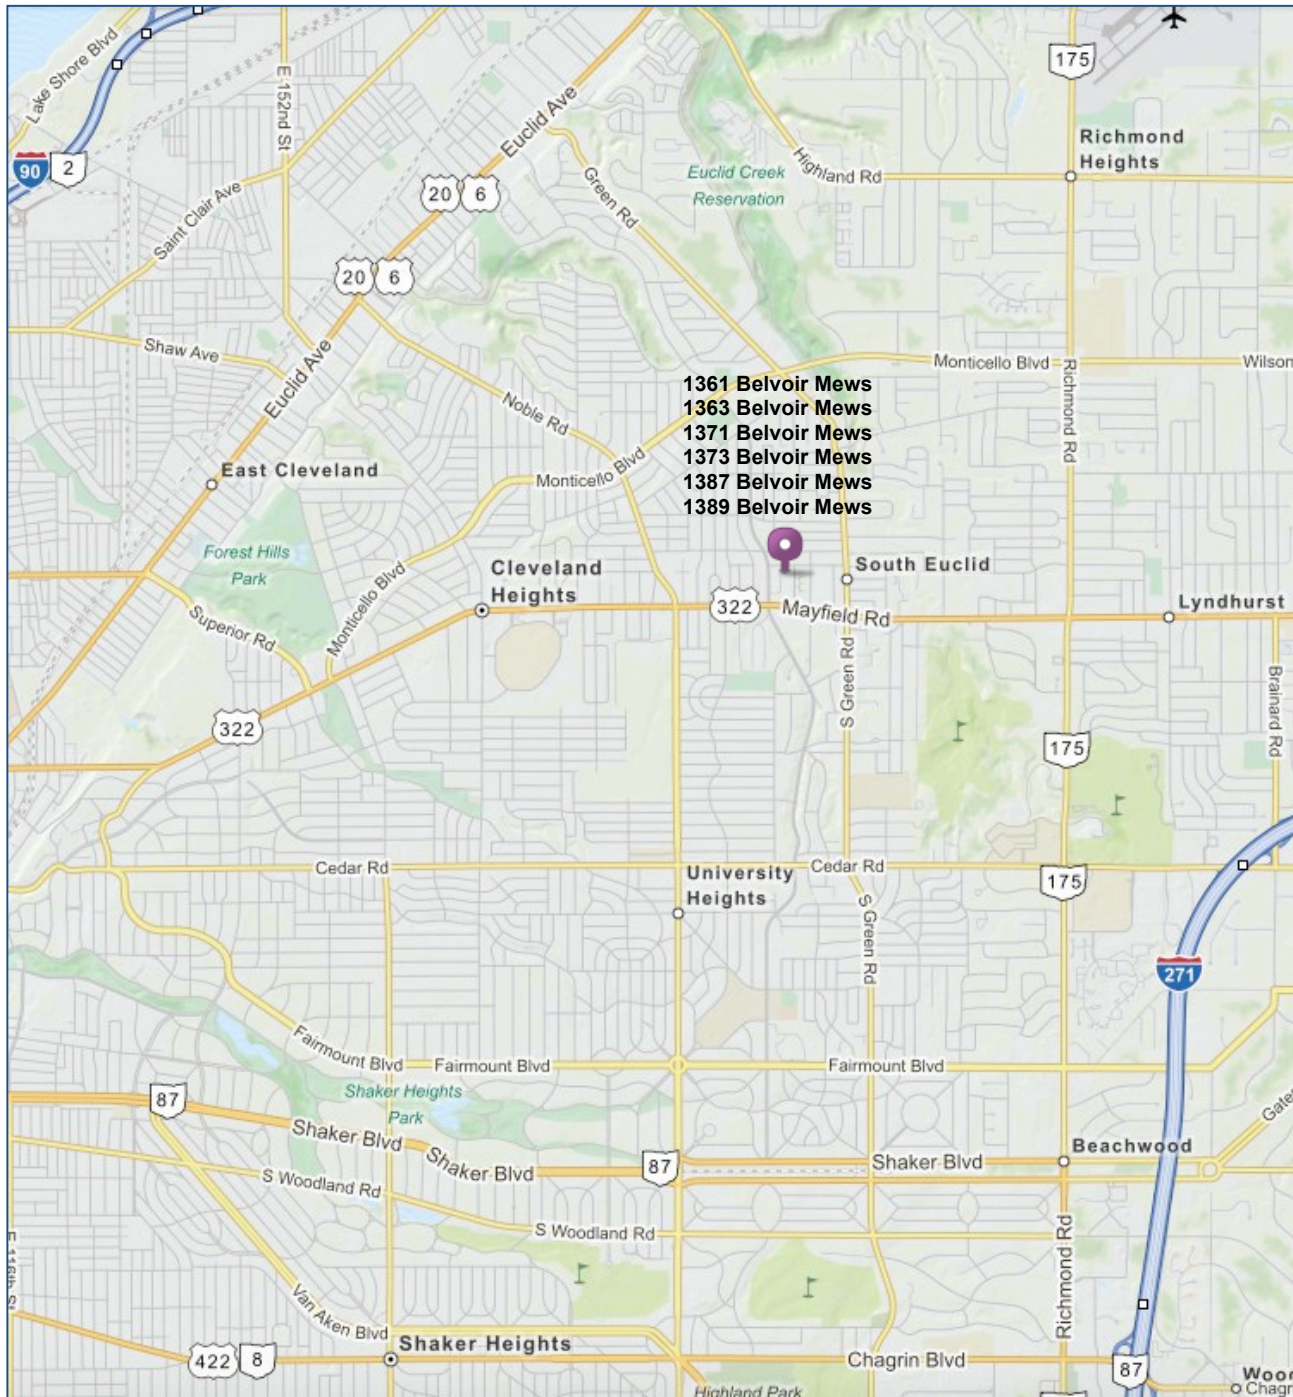 Lake Shore Blvd
E 152nd St
Euclid Ave
175
Richmond
Heights
90
2
Highland Rd
Euclid Creek
Reservation
20
6
Green Rd
Saint Clair Ave
20
6
Shaw Ave
Euclid Ave
Monticello Blvd
Wilson
Richmond Rd
1361 Belvoir Mews
1363 Belvoir Mews
1371 Belvoir Mews
1373 Belvoir Mews
1387 Belvoir Mews
1389 Belvoir Mews
Noble Rd
East Cleveland
Monticello Blvd
Forest Hills
Park
Cleveland
Heights
South Euclid
Monticello Blvd
Superior Rd
322
Mayfield Rd
Lyndhurst
S Green Rd
Brainard Rd
322
175
Cedar Rd
Cedar Rd
University
Heights
175
S Green Rd
271
Fairmount Blvd
Fairmount Blvd
Fairmount Blvd
Shaker Heights
Park
87
Shaker Blvd
Shaker Blvd
87
Shaker Blvd
Beachwood
S Woodland Rd
S Woodland Rd
Richmond Rd
E 116th St
Van Aken Blvd
Shaker Heights
422
8
Chagrin Blvd
87
Highland Park
Chagr